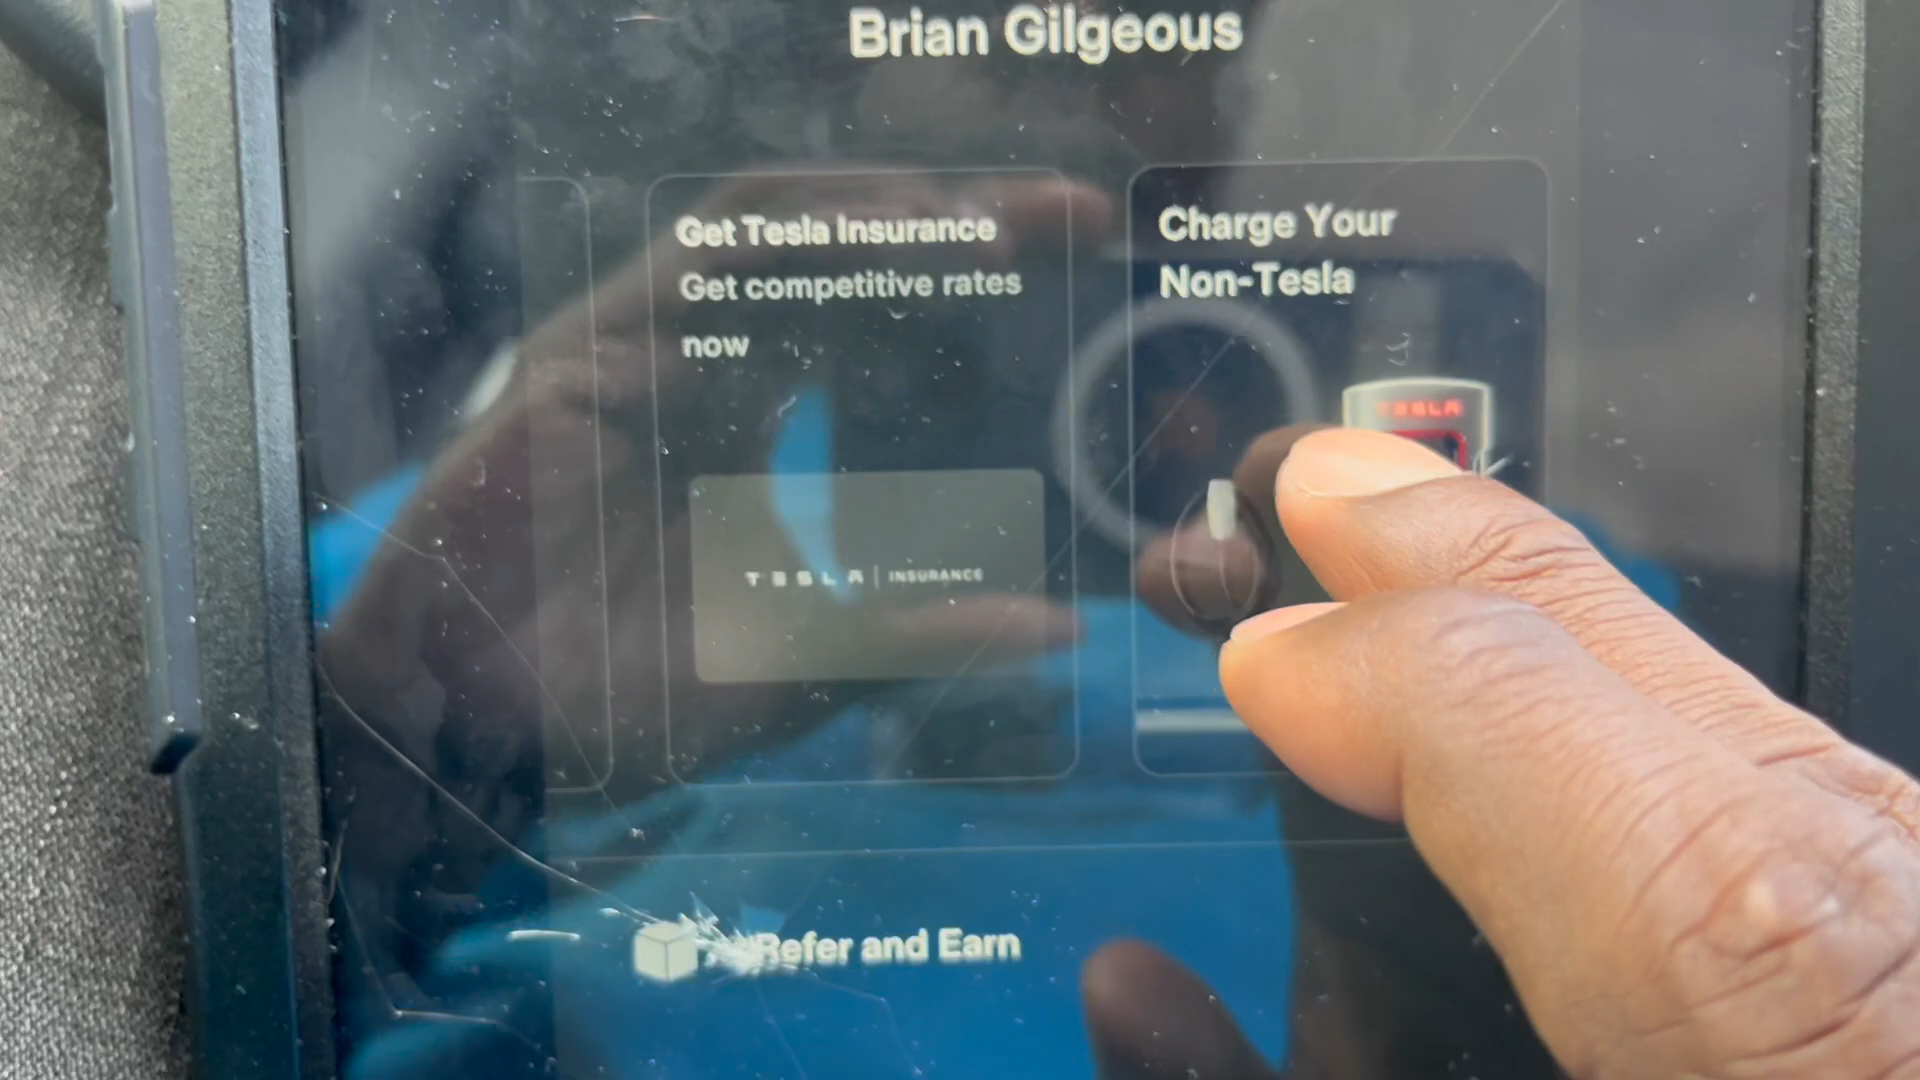 Brian Gilgeous
Get Tesla Insurance
Get competitive rates
now
TESLA | INSURANCE
Charge Your
Non-Tesla
TESLA
Refer and Earn